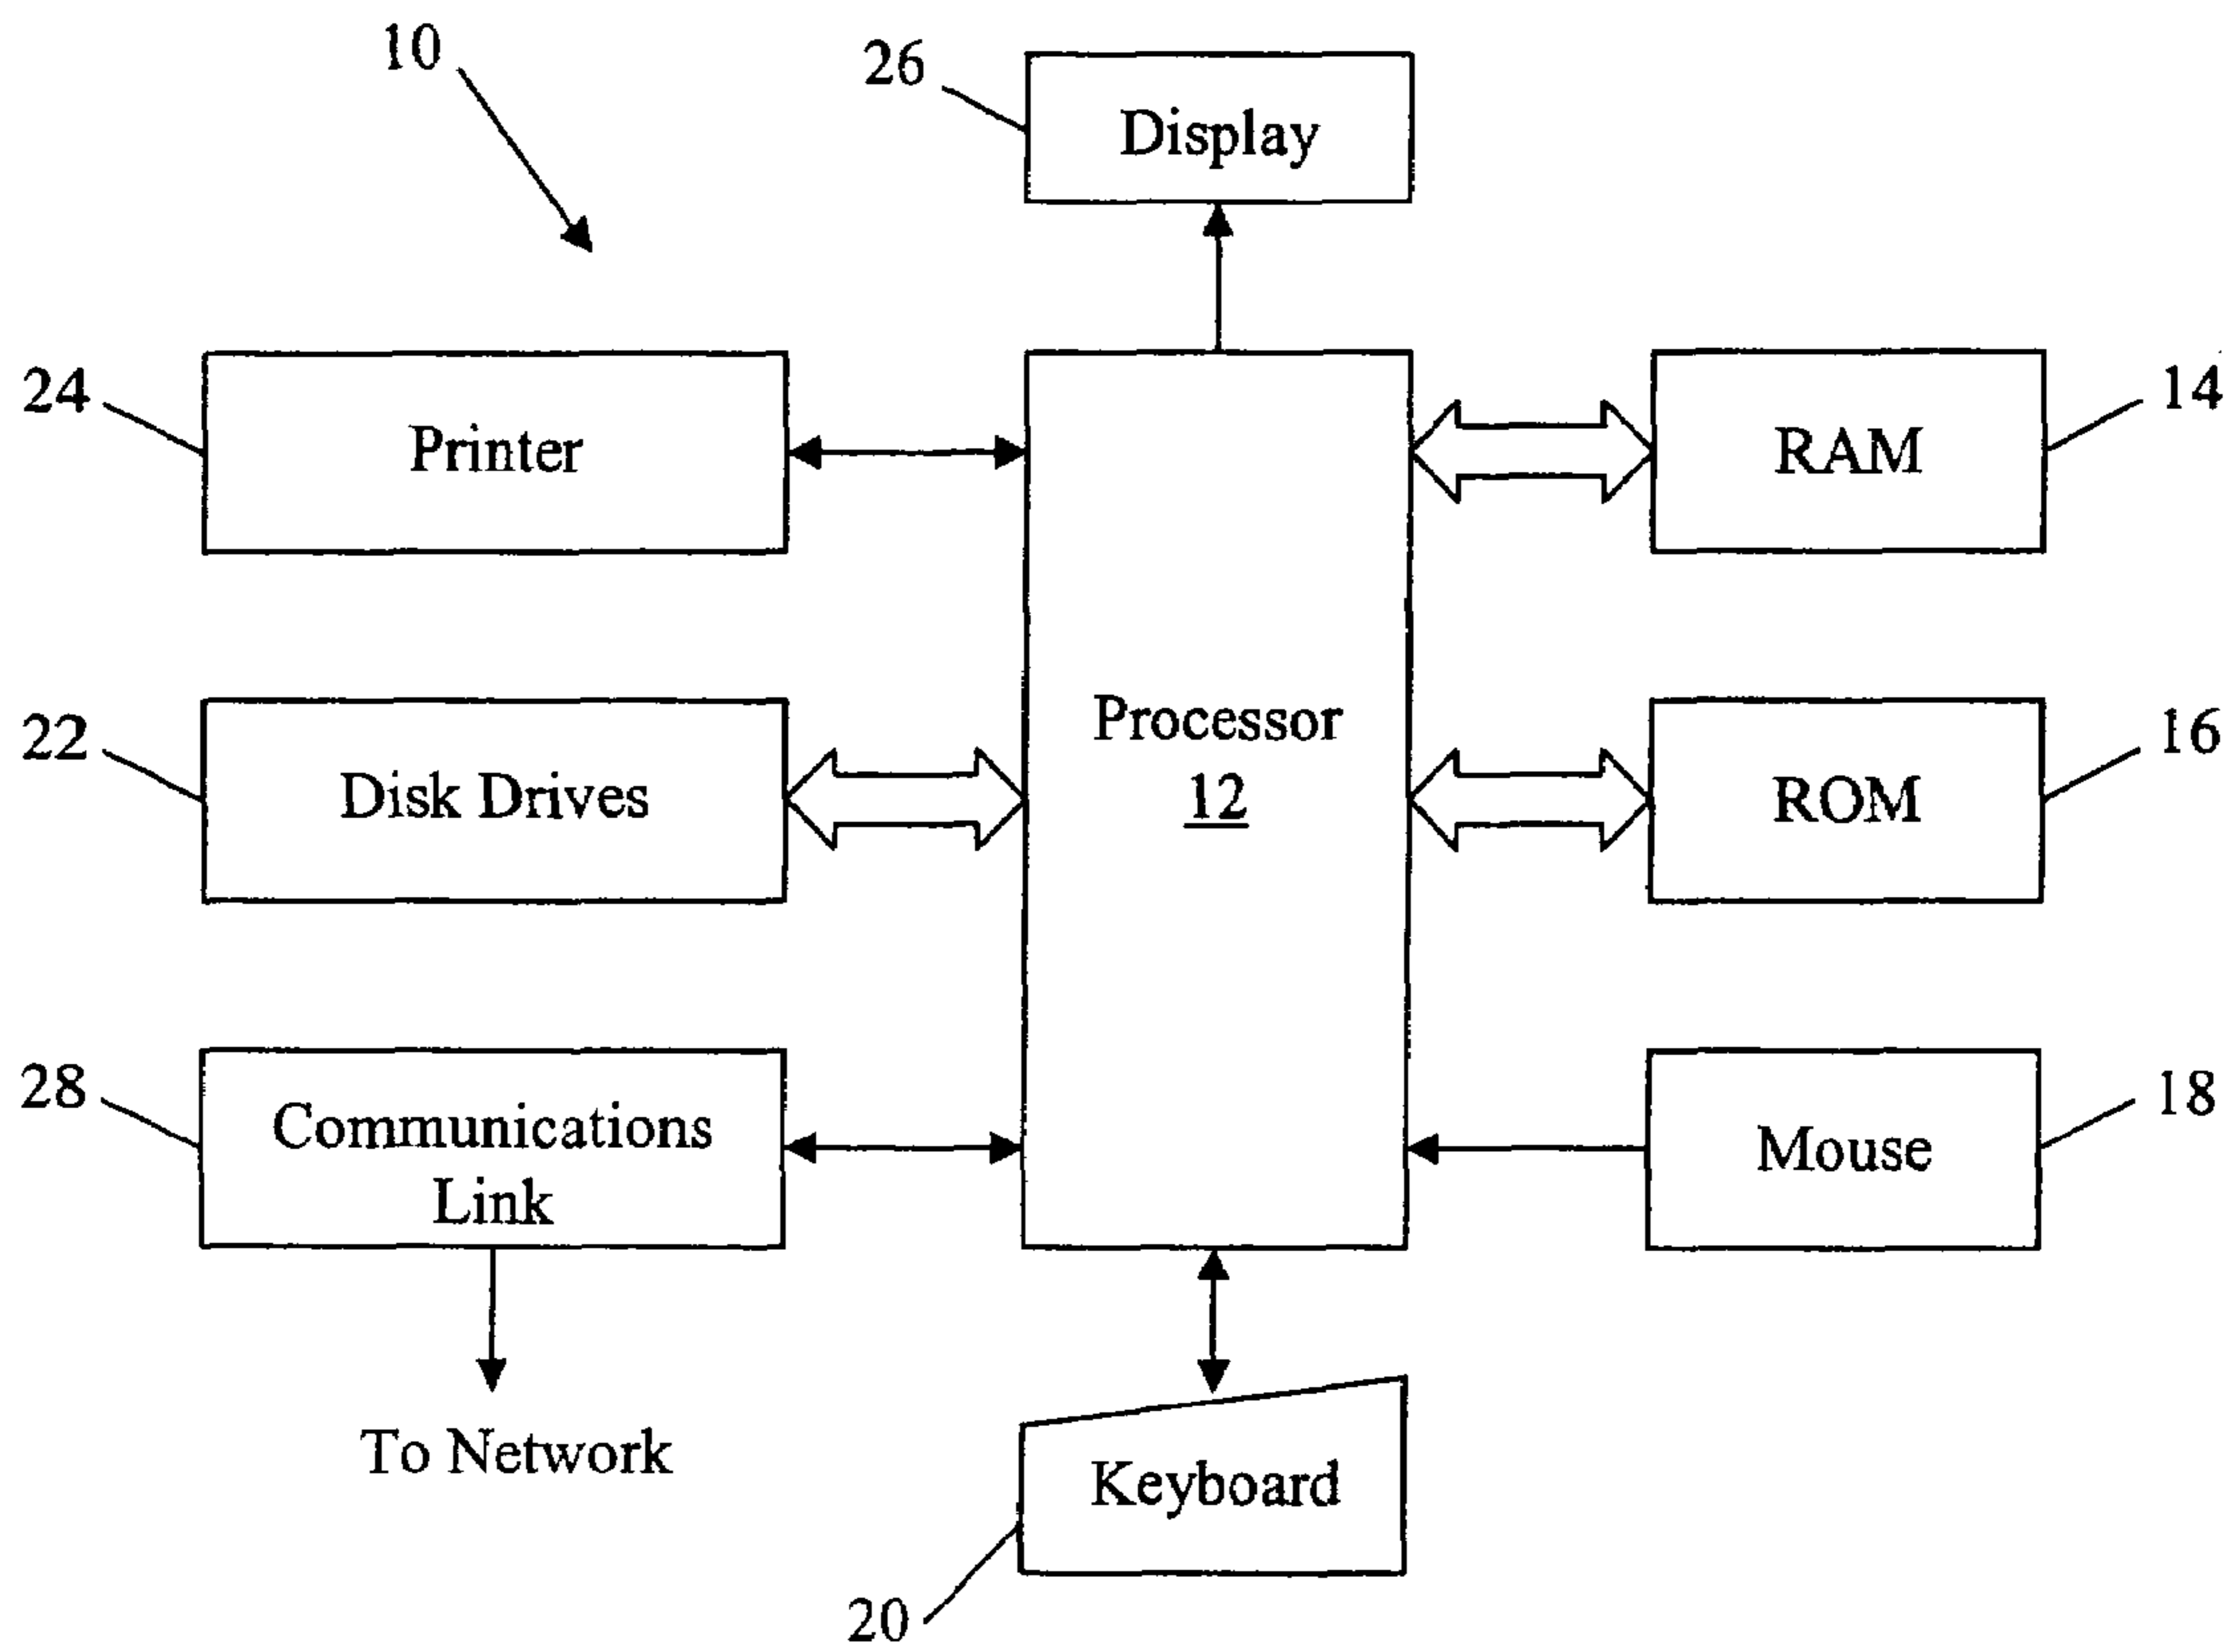 10
26
Display
24
Printer
RAM
14
22
Disk Drives
Processor
12
ROM
16
28
Communications
Link
Mouse
18
To Network
Keyboard
20